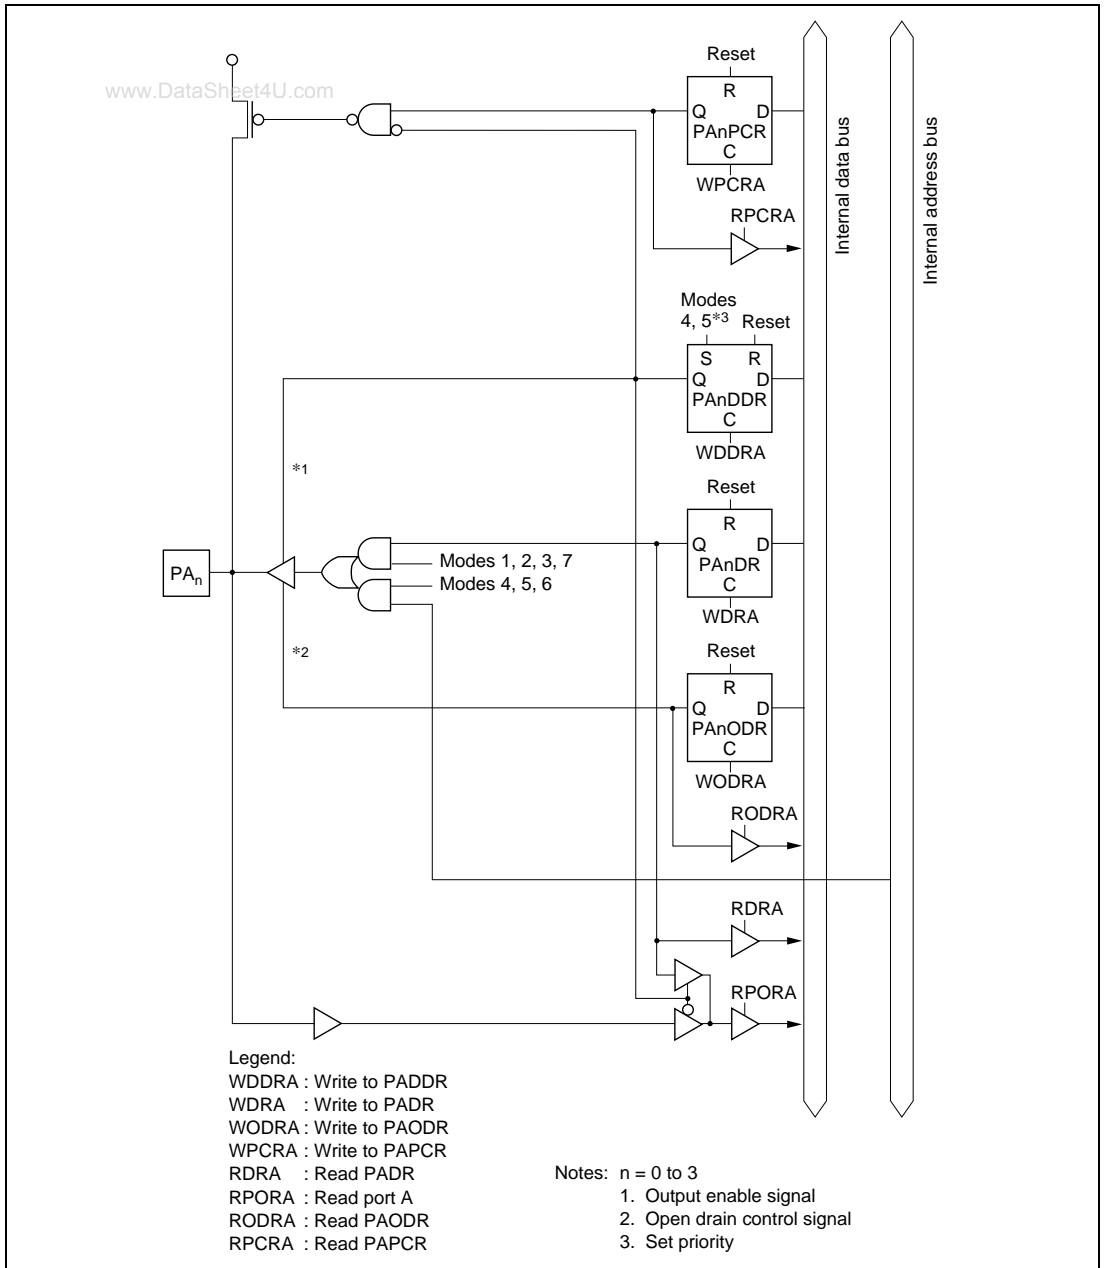 Reset
www.DataSheet4U.com
R
Q D
PAnPCR
C
WPCRA
RPCRA
Internal data bus
Internal address bus
Modes
4, 5*3 Reset
S R
Q D
PAnDDR
C
WDDRA
*1
Reset
R
Q D
PAnDR
C
WDRA
Modes 1, 2, 3, 7
Modes 4, 5, 6
PAn
*2
Reset
R
Q D
PAnODR
C
WODRA
RODRA
RDRA
RPORA
Legend:
WDDRA : Write to PADDR
WDRA : Write to PADR
WODRA : Write to PAODR
WPCRA : Write to PAPCR
RDRA : Read PADR
RPORA : Read port A
RODRA : Read PAODR
RPCRA : Read PAPCR
Notes: n = 0 to 3
1. Output enable signal
2. Open drain control signal
3. Set priority